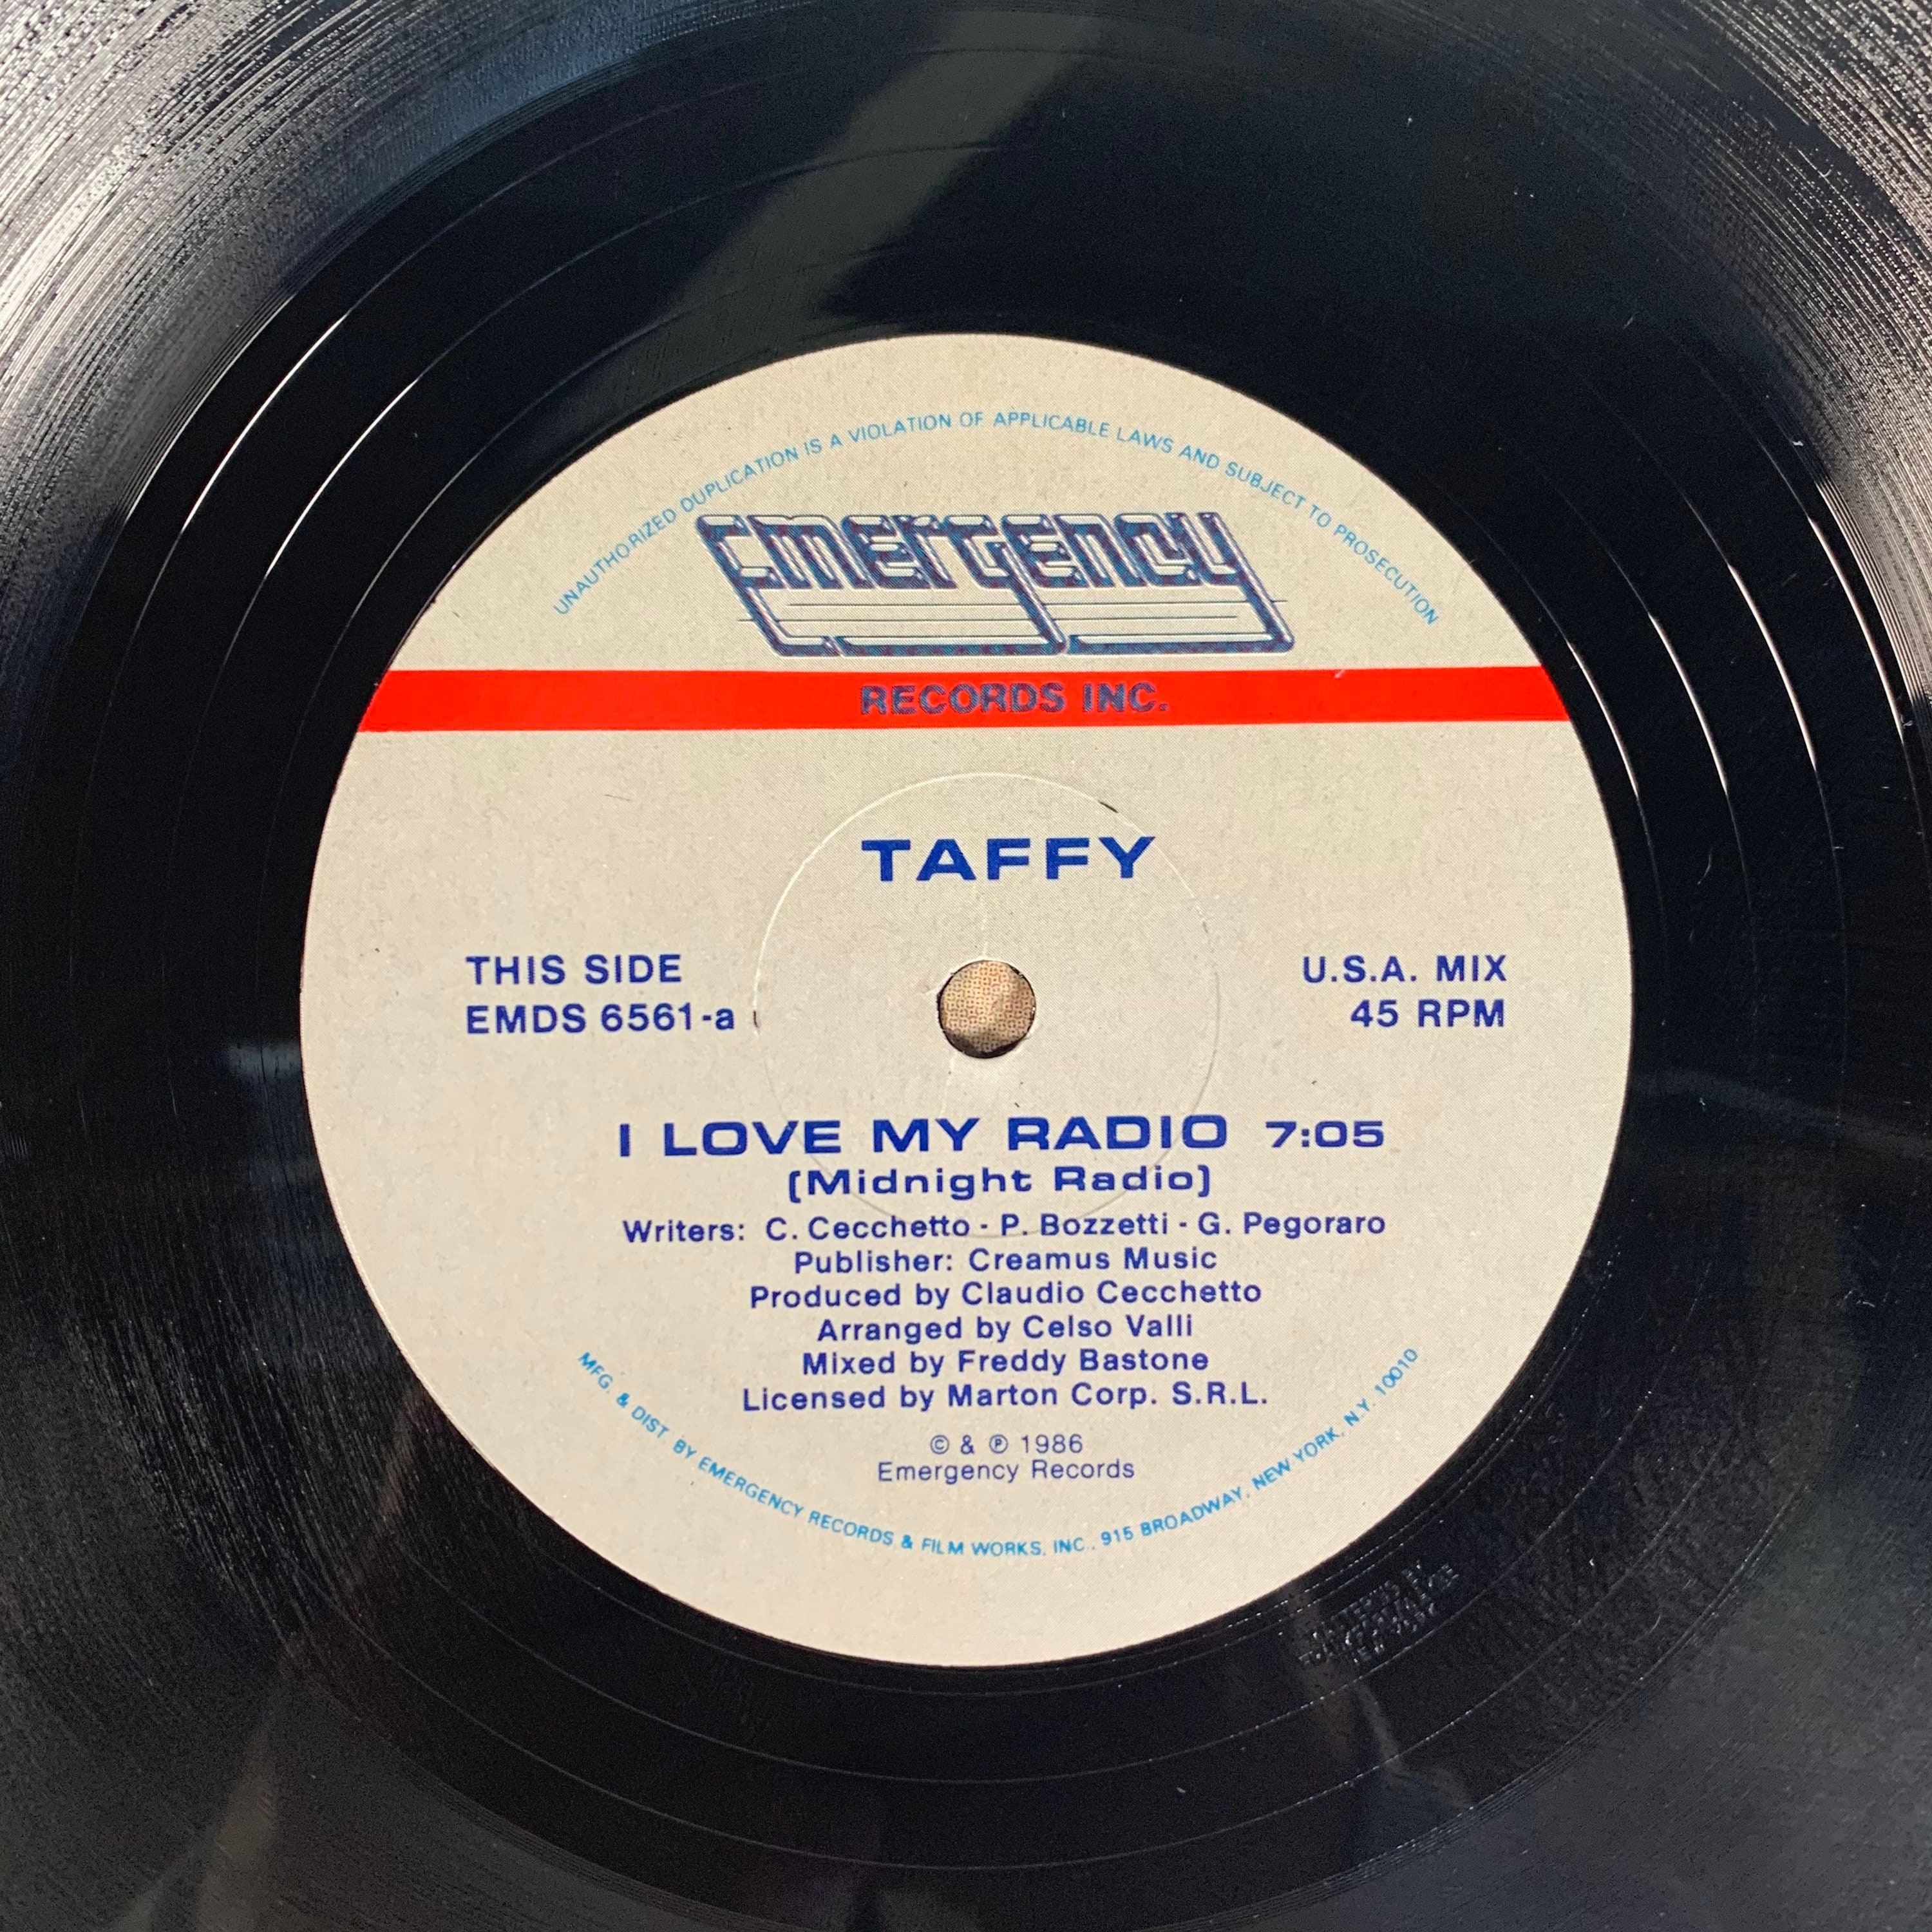 UNAUTHORIZED DUPLICATION IS A VIOLATION OF APPLICABLE LAWS AND SUBJECT TO PROSECUTION
Emergency
RECORDS INC.
TAFFY
THIS SIDE
EMDS 6561-a
U.S.A. MIX
45 RPM
I LOVE MY RADIO 7:05
(Midnight Radio)
Writers: C. Cecchetto - P. Bozzetti - G. Pegoraro
Publisher: Creamus Music
Produced by Claudio Cecchetto
Arranged by Celso Valli
Mixed by Freddy Bastone
Licensed by Marton Corp. S.R.L.
© & ℗ 1986
Emergency Records
MFG. & DIST BY EMERGENCY RECORDS & FILM WORKS, INC., 915 BROADWAY, NEW YORK, N.Y. 10010